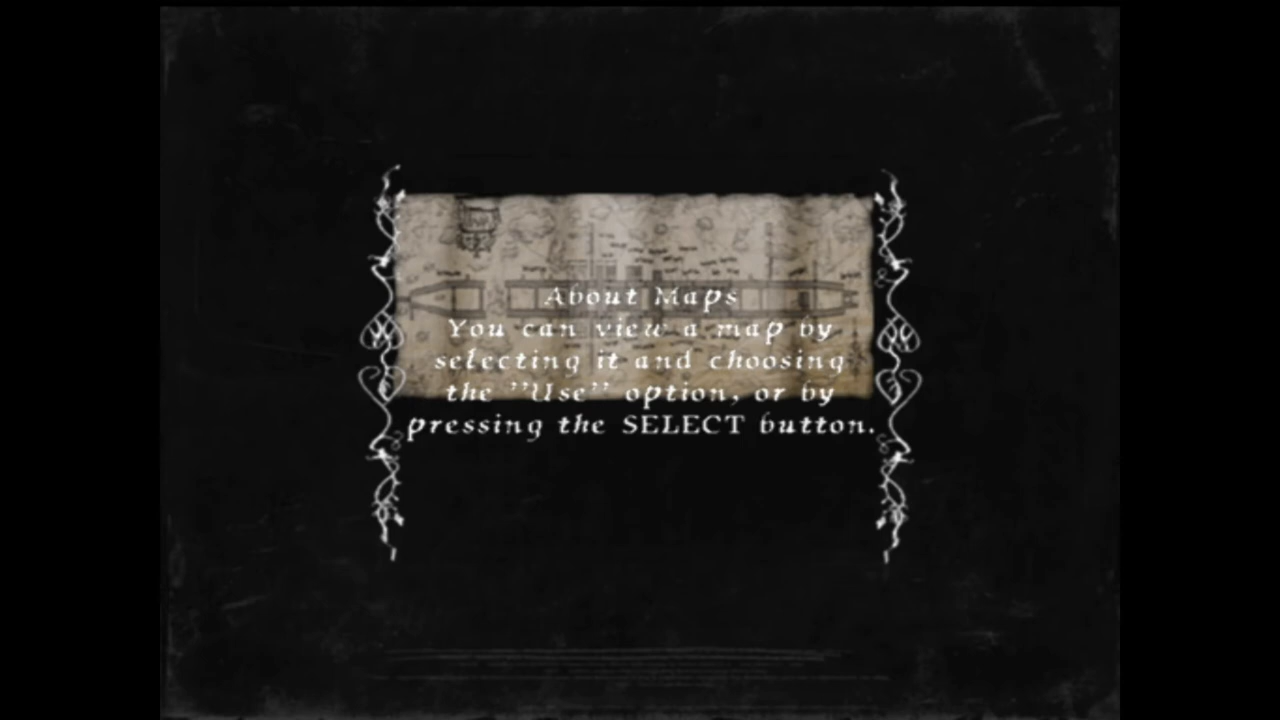 About Maps
You can view a map by
selecting it and choosing
the "Use" option, or by
pressing the SELECT button.